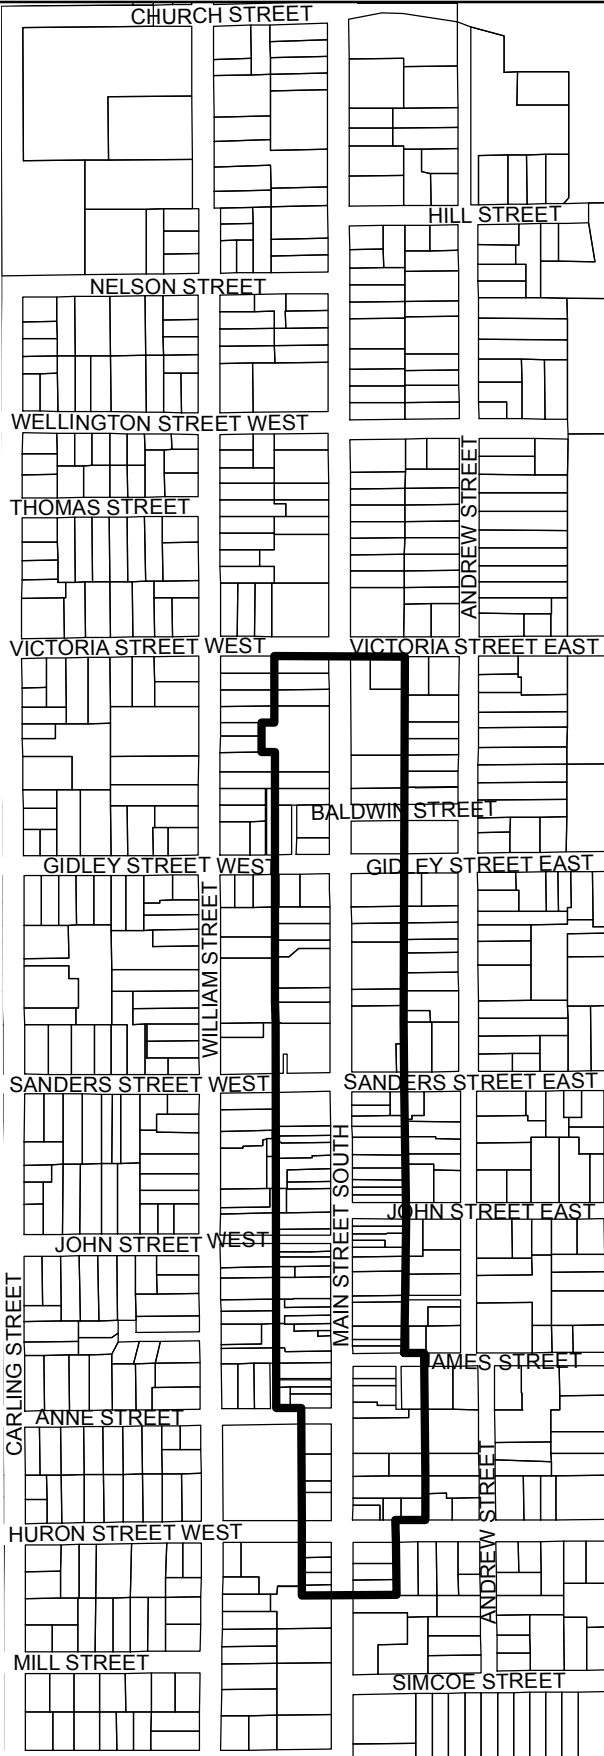 CHURCH STREET
HILL STREET
NELSON STREET
WELLINGTON STREET WEST
ANDREW STREET
THOMAS STREET
VICTORIA STREET WEST
VICTORIA STREET EAST
BALDWIN STREET
GIDLEY STREET WEST
GIDLEY STREET EAST
WILLIAM STREET
SANDERS STREET WEST
SANDERS STREET EAST
MAIN STREET SOUTH
JOHN STREET EAST
JOHN STREET WEST
CARLING STREET
AMES STREET
ANNE STREET
ANDREW STREET
HURON STREET WEST
MILL STREET
SIMCOE STREET